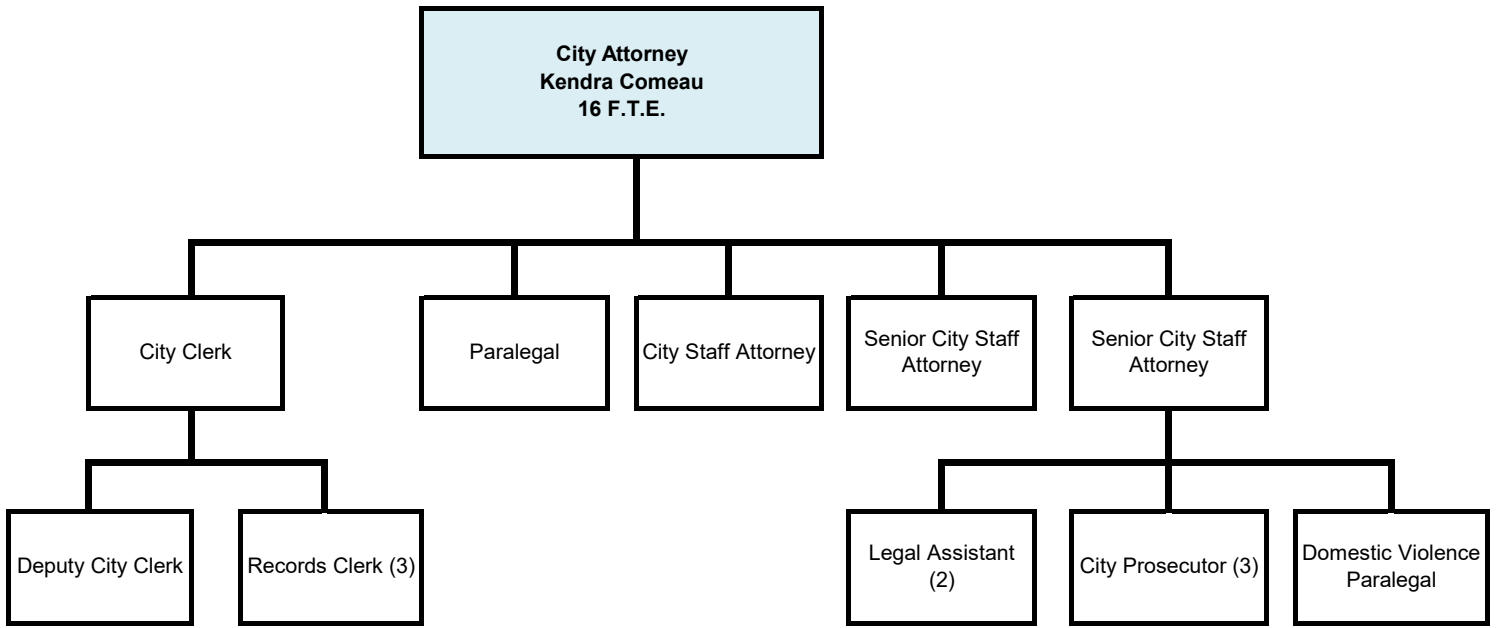 City Attorney
Kendra Comeau
16 F.T.E.
City Clerk
Paralegal
City Staff Attorney
Senior City Staff
Attorney
Senior City Staff
Attorney
Deputy City Clerk
Records Clerk (3)
Legal Assistant
(2)
City Prosecutor (3)
Domestic Violence
Paralegal